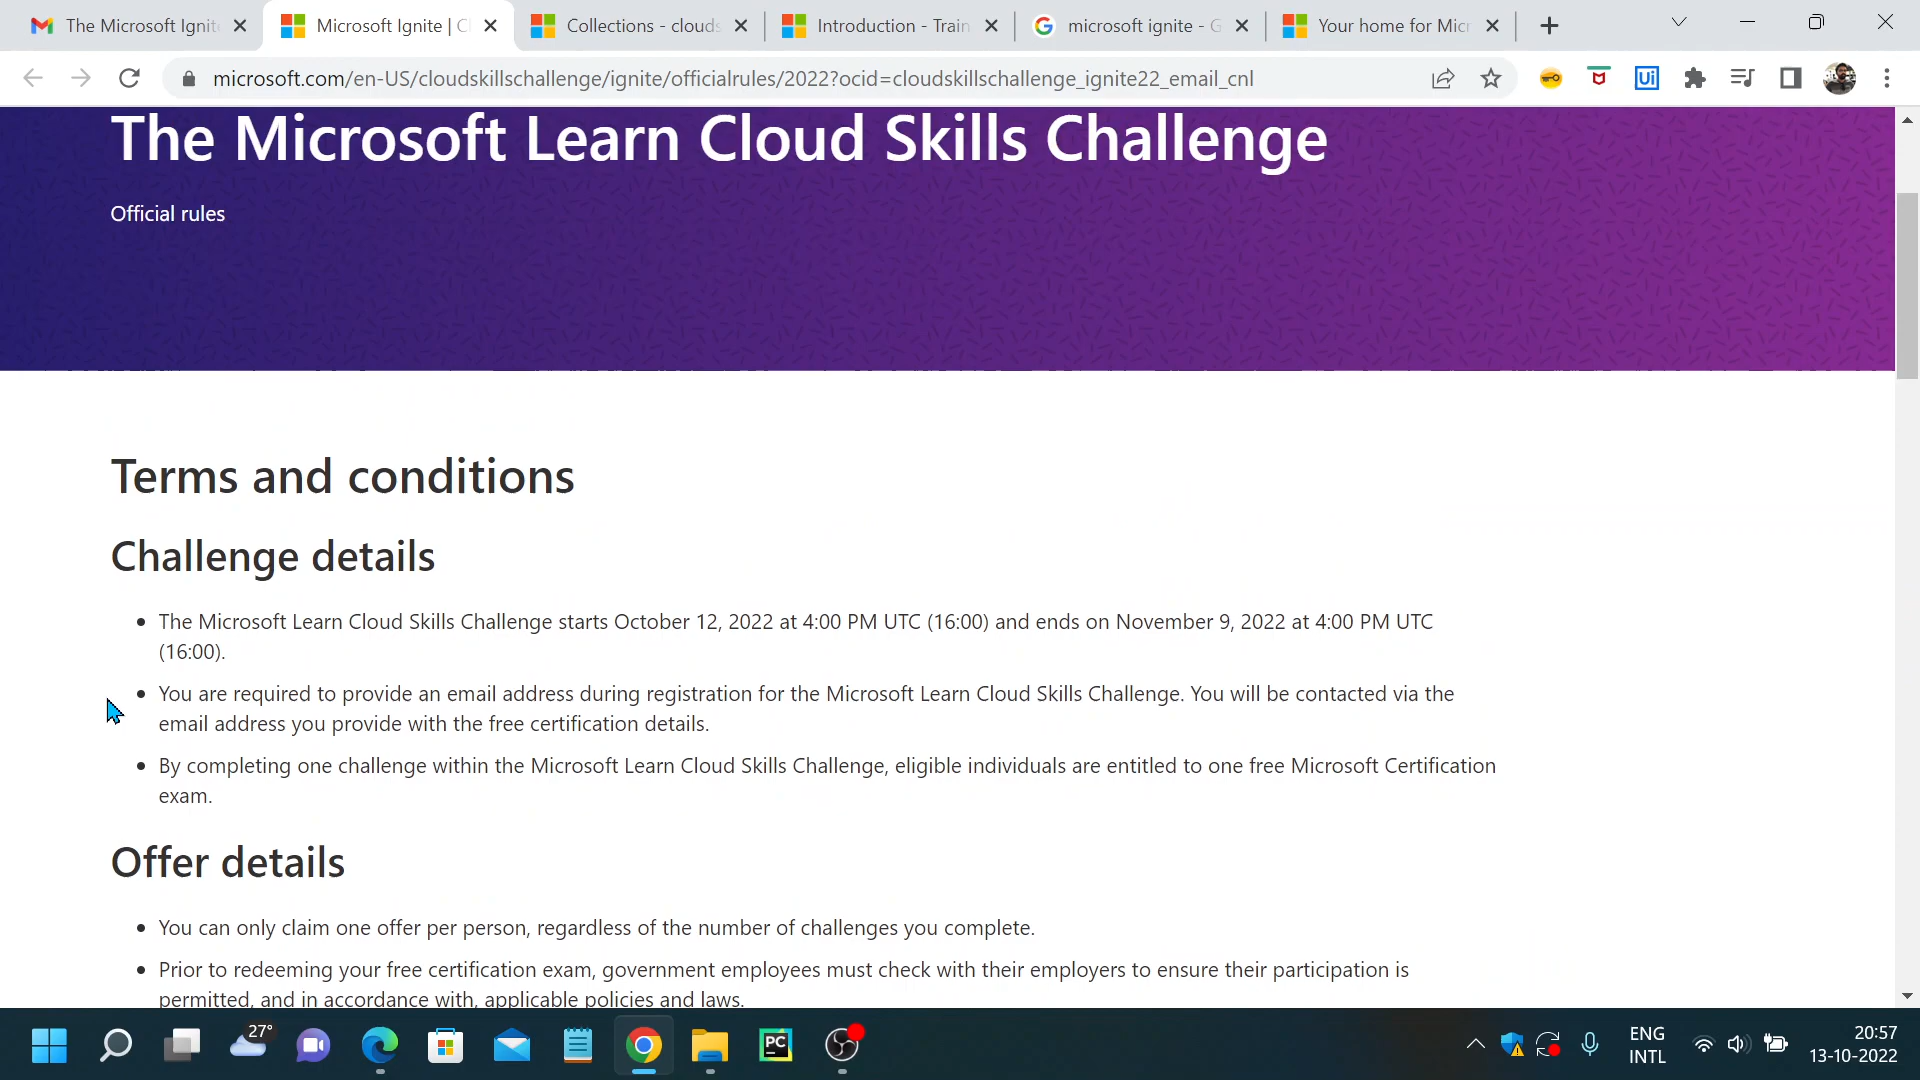 The Microsoft Ignit
Microsoft Ignite | C
Collections - clouds
Introduction - Train
microsoft ignite - G
Your home for Micr
microsoft.com/en-US/cloudskillschallenge/ignite/officialrules/2022?ocid=cloudskillschallenge_ignite22_email_cnl
Ui
The Microsoft Learn Cloud Skills Challenge
Official rules
Terms and conditions
Challenge details
• The Microsoft Learn Cloud Skills Challenge starts October 12, 2022 at 4:00 PM UTC (16:00) and ends on November 9, 2022 at 4:00 PM UTC
(16:00).
• You are required to provide an email address during registration for the Microsoft Learn Cloud Skills Challenge. You will be contacted via the
email address you provide with the free certification details.
• By completing one challenge within the Microsoft Learn Cloud Skills Challenge, eligible individuals are entitled to one free Microsoft Certification
exam.
Offer details
• You can only claim one offer per person, regardless of the number of challenges you complete.
• Prior to redeeming your free certification exam, government employees must check with their employers to ensure their participation is
permitted, and in accordance with, applicable policies and laws.
27°
PC
ENG
INTL
20:57
13-10-2022